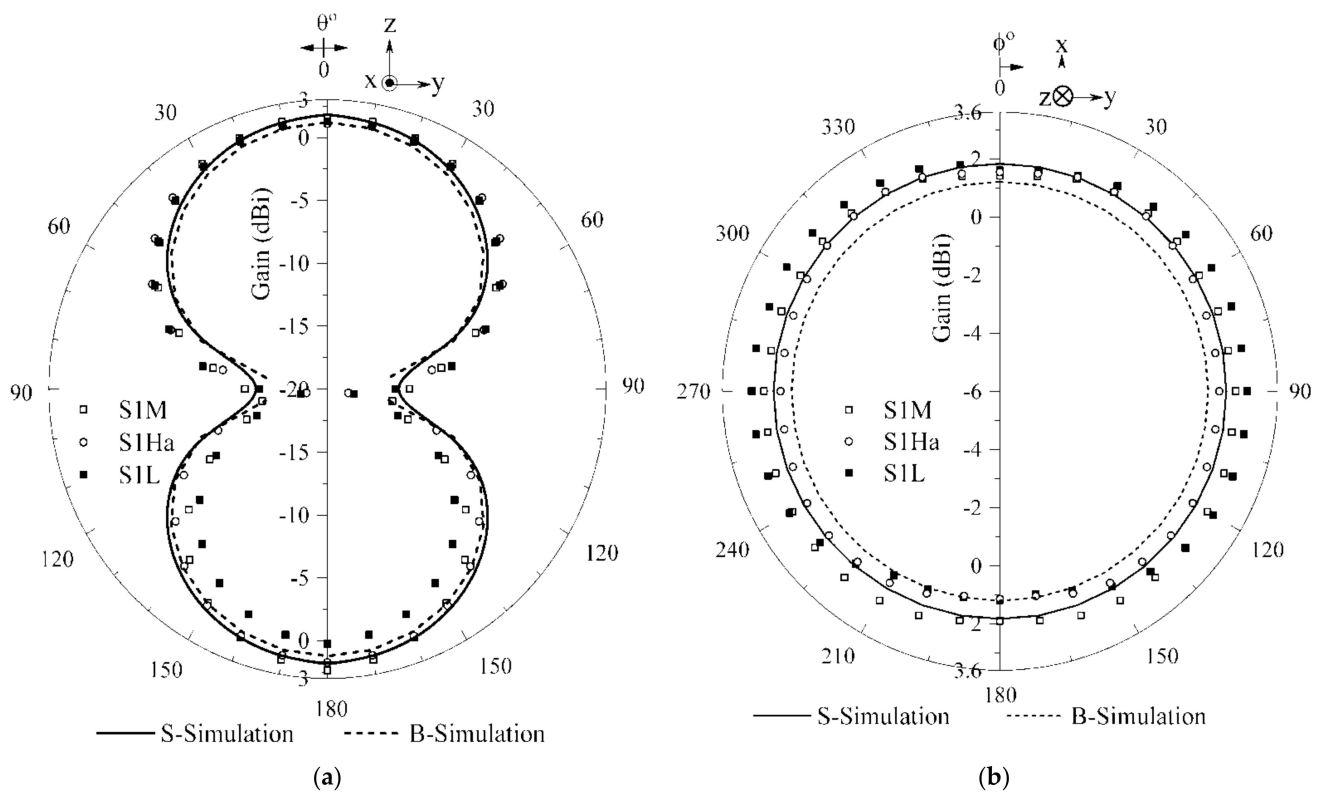 θ° z
0
x y
3
30 30
0
-5
60 60
Gain (dBi)
-10
-15
90 -20 90
S1M
S1Ha
S1L
-15
-10
120 120
-5
0
150 150
3
180
S-Simulation B-Simulation
(a)
φ° x
0 z y
3.6
330 30
2
0
300 60
Gain (dBi)
-2
-4
270 -6 90
S1M
S1Ha
S1L
-4
-2
240 120
0
2
210 150
3.6
180
S-Simulation B-Simulation
(b)